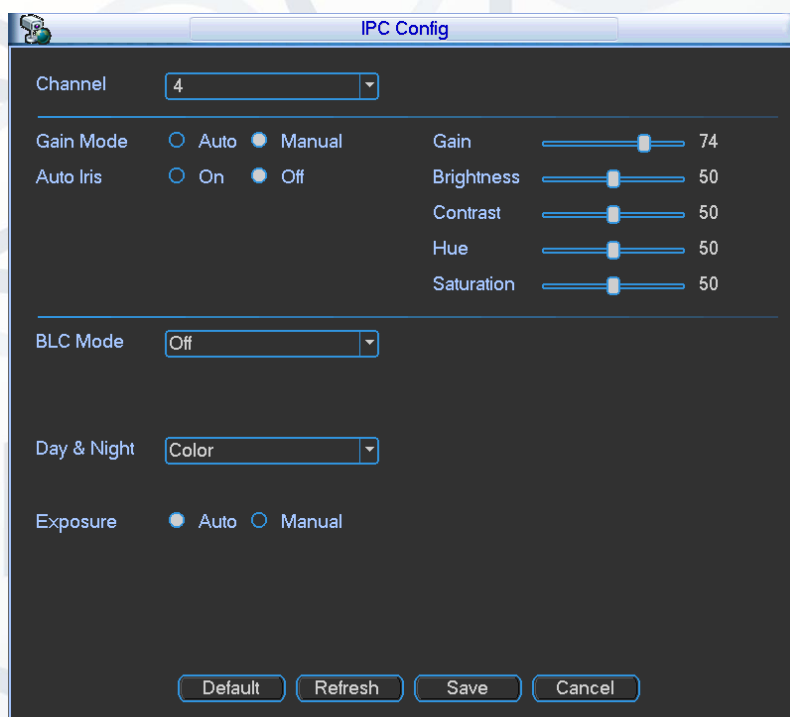 IPC Config
Channel 4
Gain Mode Auto Manual Gain 74
Auto Iris On Off Brightness 50
Contrast 50
Hue 50
Saturation 50
BLC Mode Off
Day & Night Color
Exposure Auto Manual
Default Refresh Save Cancel